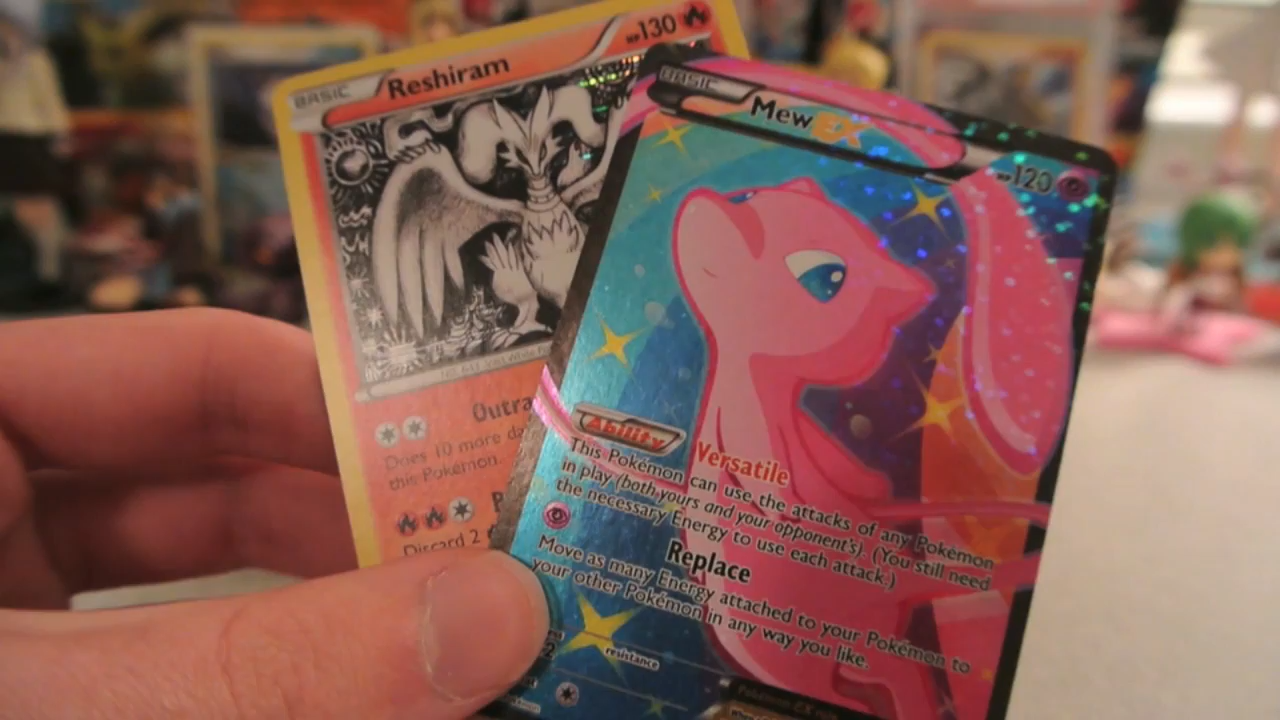 BASIC Reshiram HP130
Outra
Does 10 more da
this Pokémon.
Discard 2
BASIC Mew EX HP120
Ability Versatile
This Pokémon can use the attacks of any Pokémon
in play (both yours and your opponent's). (You still need
the necessary Energy to use each attack.)
Replace
Move as many Energy attached to your Pokémon to
your other Pokémon in any way you like.
resistance
Pokémon-EX rule